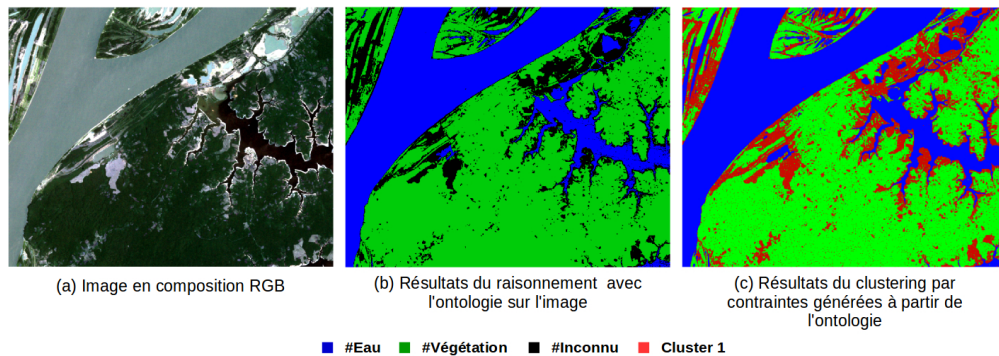 (a) Image en composition RGB
(b) Résultats du raisonnement avec
l'ontologie sur l'image
(c) Résultats du clustering par
contraintes générées à partir de
l'ontologie
#Eau #Végétation #Inconnu Cluster 1